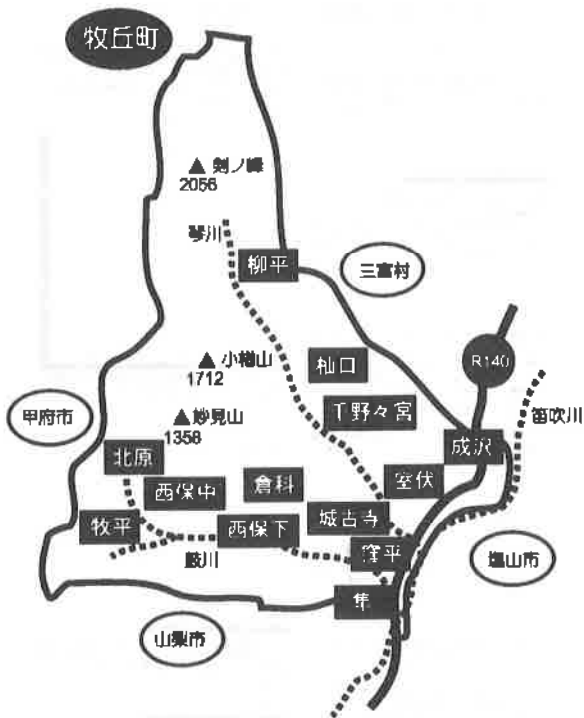 牧丘町
▲ 剣ノ峰
2056
琴川
柳平
三富村
▲ 小楢山
1712
杣口
R140
▲ 妙見山
1358
千野々宮
笛吹川
甲府市
成沢
北原
西保中
倉科
室伏
牧平
西保下
城古寺
鼓川
窪平
塩山市
隼
山梨市